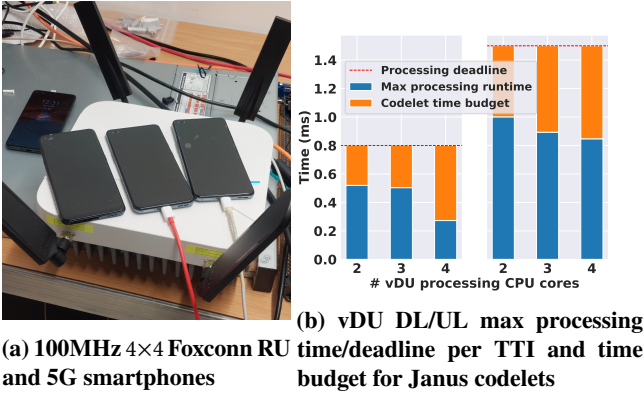 1.4
1.2
1.0
0.8
0.6
0.4
0.2
0.0
Time (ms)
Processing deadline
Max processing runtime
Codelet time budget
2 3 4 2 3 4
# vDU processing CPU cores
(a) 100MHz 4×4 Foxconn RU
and 5G smartphones
(b) vDU DL/UL max processing
time/deadline per TTI and time
budget for Janus codelets